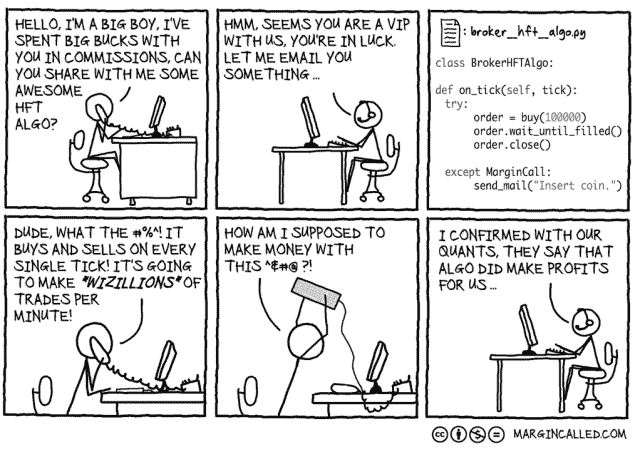 HELLO, I'M A BIG BOY, I'VE
SPENT BIG BUCKS WITH
YOU IN COMMISSIONS, CAN
YOU SHARE WITH ME SOME
AWESOME
HFT
ALGO?
HMM, SEEMS YOU ARE A VIP
WITH US, YOU'RE IN LUCK.
LET ME EMAIL YOU
SOMETHING ...
: broker_hft_algo.py
class BrokerHFTAlgo:
def on_tick(self, tick):
try:
order = buy(100000)
order.wait_until_filled()
order.close()
except MarginCall:
send_mail("Insert coin.")
DUDE, WHAT THE #%^! IT
BUYS AND SELLS ON EVERY
SINGLE TICK! IT'S GOING
TO MAKE "WIZILLIONS" OF
TRADES PER
MINUTE!
HOW AM I SUPPOSED TO
MAKE MONEY WITH
THIS ^&#@ ?!
I CONFIRMED WITH OUR
QUANTS, THEY SAY THAT
ALGO DID MAKE PROFITS
FOR US ...
cc MARGINCALLED.COM